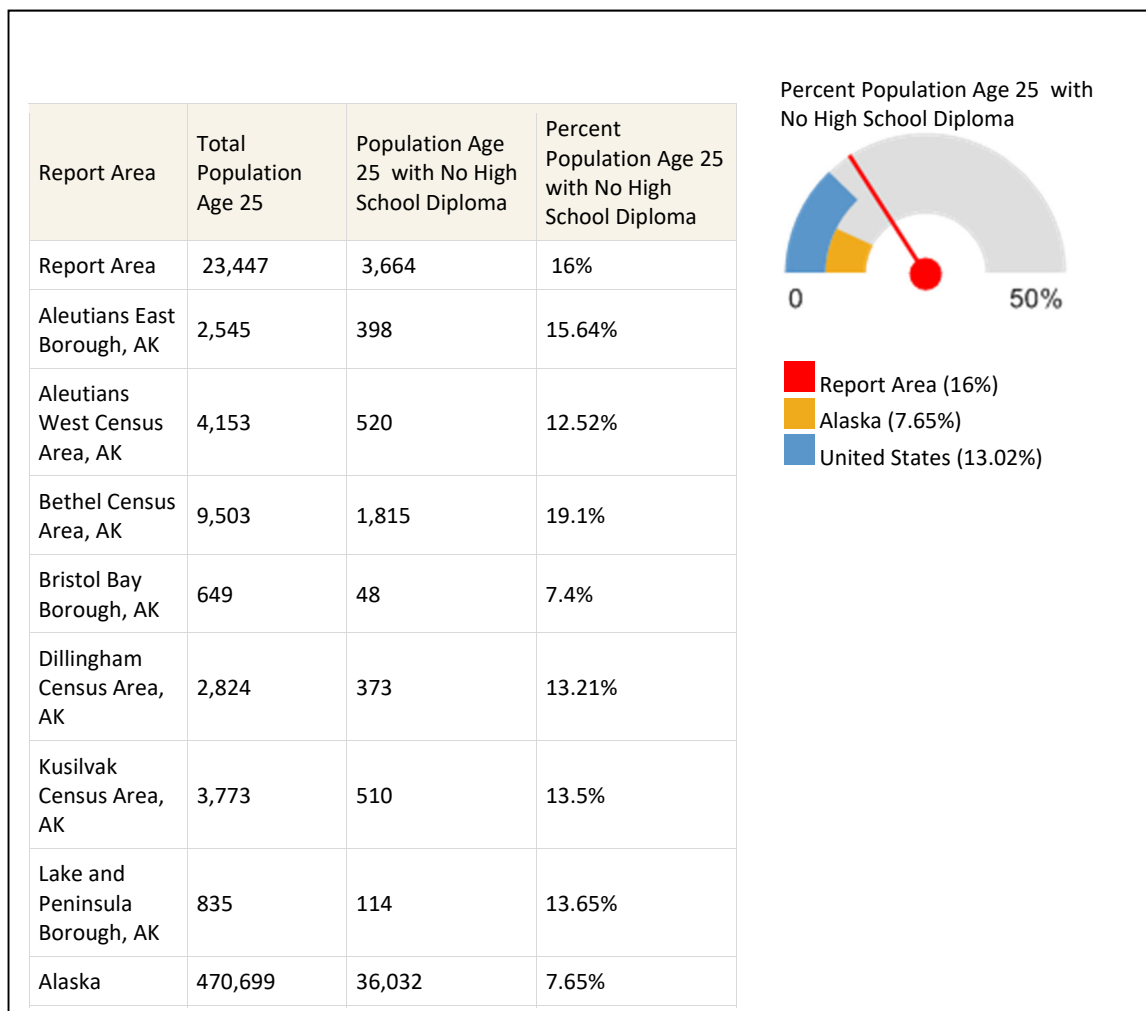 Percent Population Age 25  with
No High School Diploma
Report Area
Total
Population
Age 25
Population Age
25  with No High
School Diploma
Percent
Population Age 25
with No High
School Diploma
Report Area 23,447 3,664 16%
Aleutians East
Borough, AK
2,545 398 15.64%
Aleutians
West Census
Area, AK
4,153 520 12.52%
Bethel Census
Area, AK
9,503 1,815 19.1%
Bristol Bay
Borough, AK
649 48 7.4%
Dillingham
Census Area,
AK
2,824 373 13.21%
Kusilvak
Census Area,
AK
3,773 510 13.5%
Lake and
Peninsula
Borough, AK
835 114 13.65%
Alaska 470,699 36,032 7.65%
0 50%
Report Area (16%)
Alaska (7.65%)
United States (13.02%)